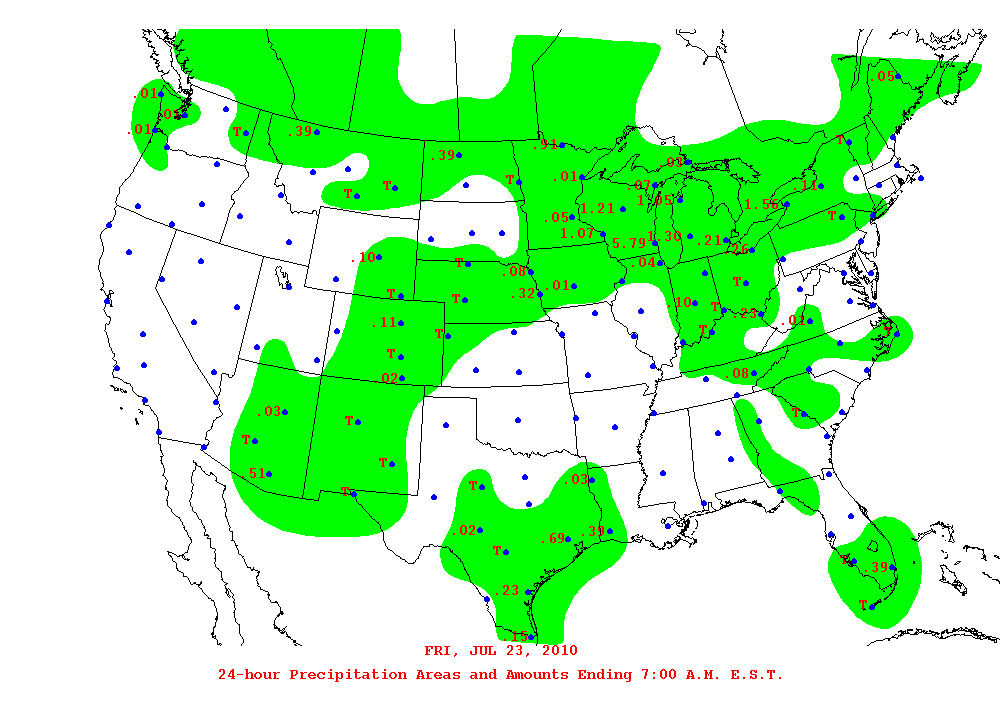 .05
.01
.01
.01
T
.39
T
.91
.39
.01
T
T
T
.01
.07
.11
1.05
1.56
1.21
.05
T
1.07
1.30
5.79
.21
.26
.10
T
.04
.08
T
.01
.32
T
T
.10
T
.23
.11
.01
T
T
T
T
.08
.02
.03
T
T
T
T
.51
.03
T
T
.02
.39
.69
T
.39
.23
T
.15
FRI, JUL 23, 2010
24-hour Precipitation Areas and Amounts Ending 7:00 A.M. E.S.T.